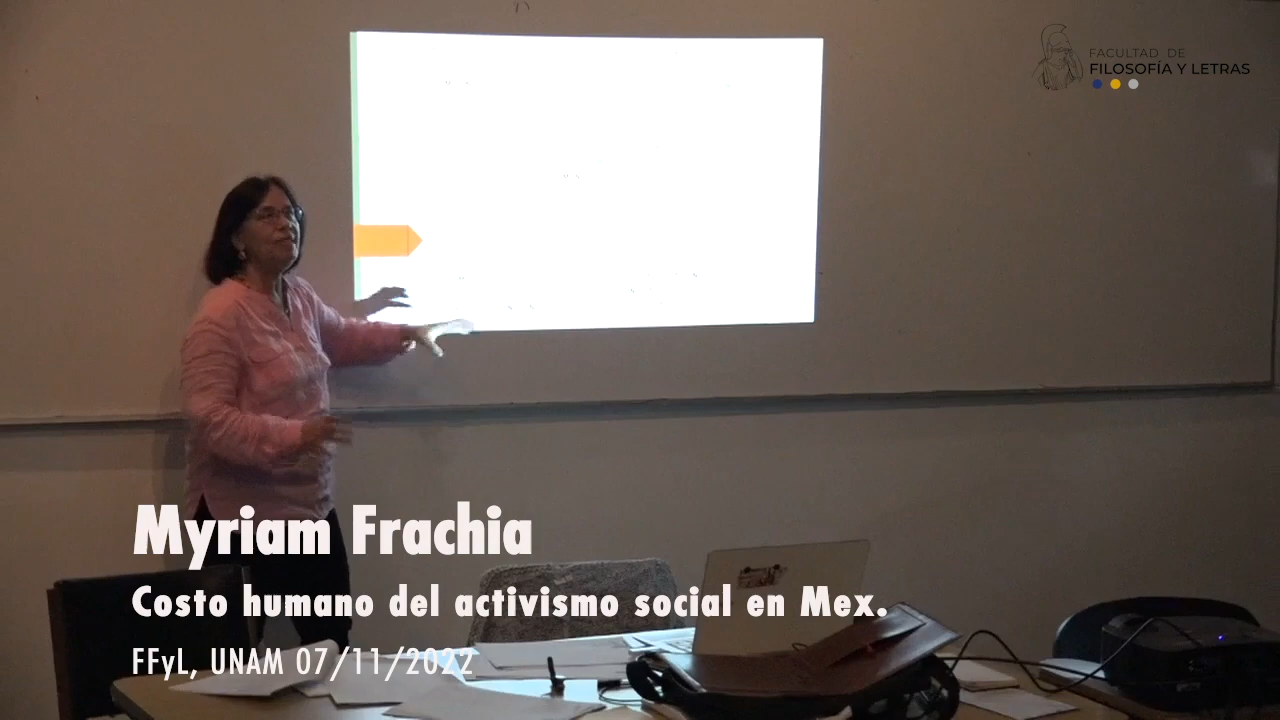 FACULTAD DE
FILOSOFÍA Y LETRAS
Myriam Frachia
Costo humano del activismo social en Mex.
FFyL, UNAM 07/11/2022